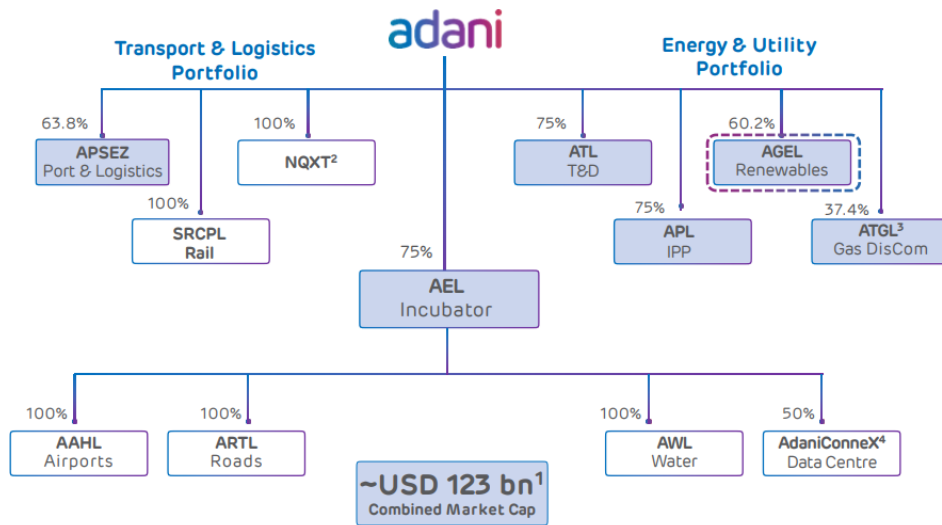 adani
Transport & Logistics
Portfolio
Energy & Utility
Portfolio
63.8%
APSEZ
Port & Logistics
100%
NQXT²
100%
SRCPL
Rail
75%
ATL
T&D
60.2%
AGEL
Renewables
75%
APL
IPP
37.4%
ATGL³
Gas DisCom
75%
AEL
Incubator
100%
AAHL
Airports
100%
ARTL
Roads
100%
AWL
Water
50%
AdaniConneX⁴
Data Centre
~USD 123 bn¹
Combined Market Cap